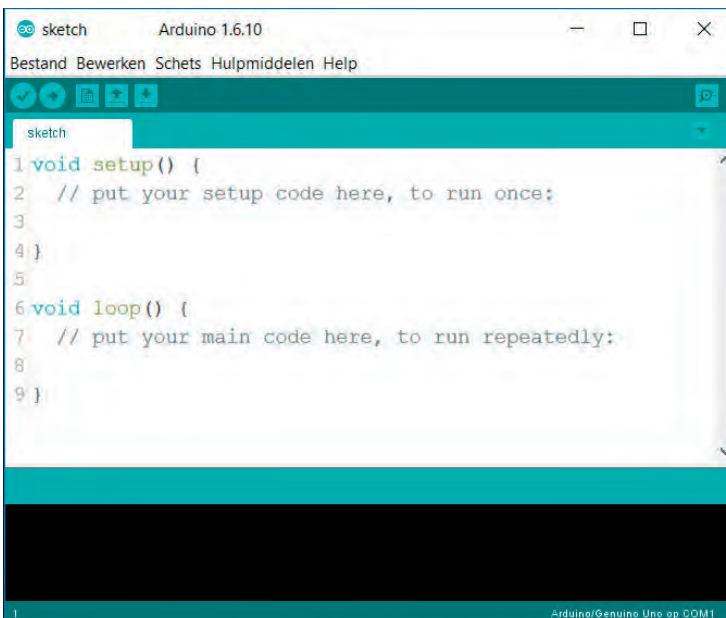 sketch Arduino 1.6.10
Bestand Bewerken Schets Hulpmiddelen Help
sketch
1 void setup() {
2 // put your setup code here, to run once:
3
4 }
5
6 void loop() {
7 // put your main code here, to run repeatedly:
8
9 }
1 Arduino/Genuino Uno op COM1